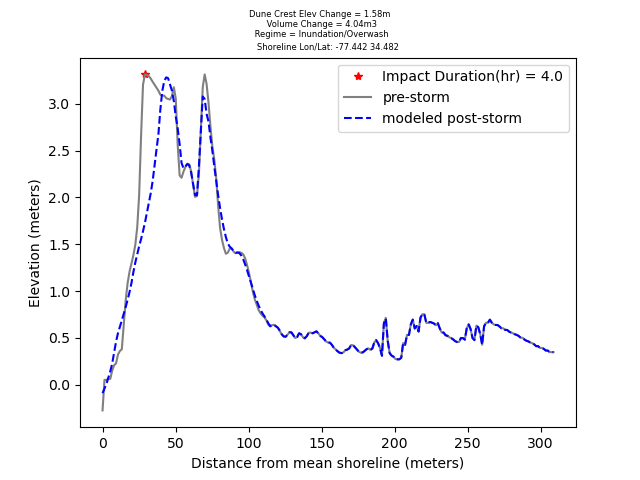 Dune Crest Elev Change = 1.58m
Volume Change = 4.04m3
Regime = Inundation/Overwash
Shoreline Lon/Lat: -77.442 34.482
Impact Duration(hr) = 4.0
pre-storm
modeled post-storm
Elevation (meters)
3.0
2.5
2.0
1.5
1.0
0.5
0.0
0 50 100 150 200 250 300
Distance from mean shoreline (meters)